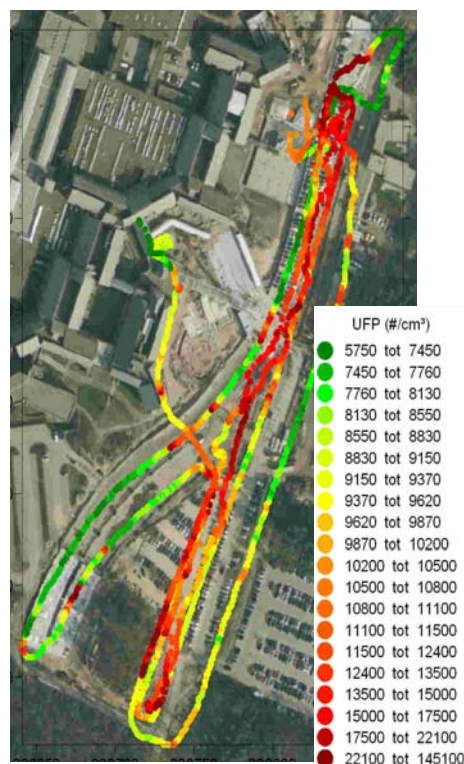 UFP (#/cm³)
5750 tot 7450
7450 tot 7760
7760 tot 8130
8130 tot 8550
8550 tot 8830
8830 tot 9150
9150 tot 9370
9370 tot 9620
9620 tot 9870
9870 tot 10200
10200 tot 10500
10500 tot 10800
10800 tot 11100
11100 tot 11500
11500 tot 12400
12400 tot 13500
13500 tot 15000
15000 tot 17500
17500 tot 22100
22100 tot 145100